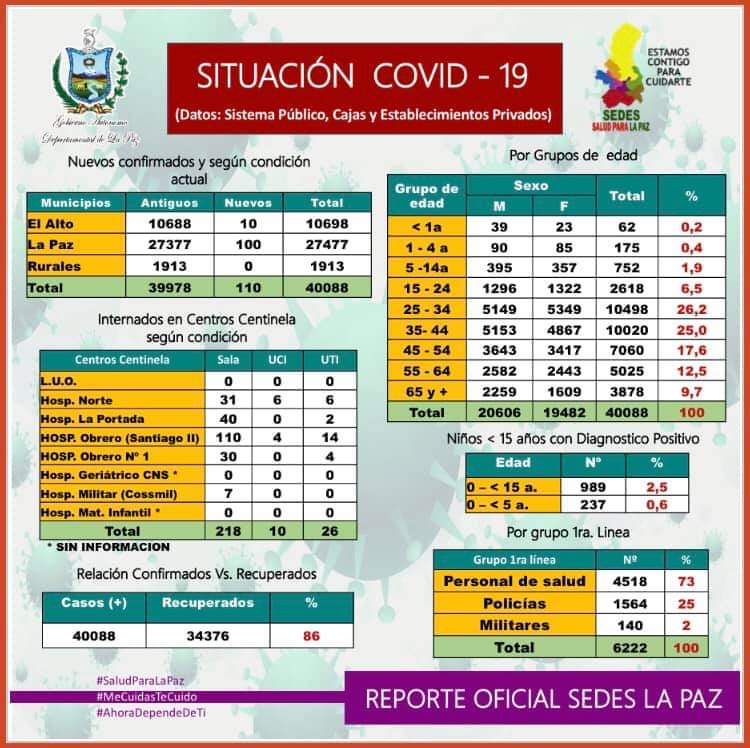 SITUACIÓN COVID - 19
(Datos: Sistema Público, Cajas y Establecimientos Privados)
Gobierno Autónomo
Departamental de La Paz
ESTAMOS
CONTIGO
PARA
CUIDARTE
SEDES
SALUD PARA LA PAZ
Nuevos confirmados y según condición
actual
Municipios Antiguos Nuevos Total
El Alto 10688 10 10698
La Paz 27377 100 27477
Rurales 1913 0 1913
Total 39978 110 40088
Internados en Centros Centinela
según condición
Centros Centinela Sala UCI UTI
L.U.O. 0 0 0
Hosp. Norte 31 6 6
Hosp. La Portada 40 0 2
HOSP. Obrero (Santiago II) 110 4 14
HOSP. Obrero Nº 1 30 0 4
Hosp. Geriátrico CNS * 0 0 0
Hosp. Militar (Cossmil) 7 0 0
Hosp. Mat. Infantil * 0 0 0
Total 218 10 26
* SIN INFORMACION
Relación Confirmados Vs. Recuperados
Casos (+) Recuperados %
40088 34376 86
Por Grupos de edad
Grupo de edad Sexo Total %
M F
< 1a 39 23 62 0,2
1 - 4 a 90 85 175 0,4
5 -14a 395 357 752 1,9
15 - 24 1296 1322 2618 6,5
25 - 34 5149 5349 10498 26,2
35- 44 5153 4867 10020 25,0
45 - 54 3643 3417 7060 17,6
55 - 64 2582 2443 5025 12,5
65 y + 2259 1609 3878 9,7
Total 20606 19482 40088 100
Niños < 15 años con Diagnostico Positivo
Edad Nº %
0 – < 15 a. 989 2,5
0 – < 5 a. 237 0,6
Por grupo 1ra. Linea
Grupo 1ra línea Nº %
Personal de salud 4518 73
Policías 1564 25
Militares 140 2
Total 6222 100
#SaludParaLaPaz
#MeCuidasTeCuido
#AhoraDependeDeTi
REPORTE OFICIAL SEDES LA PAZ